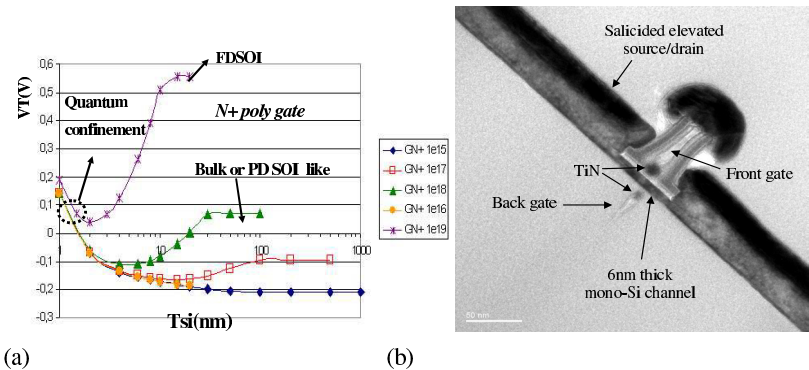 FDSOI
VT(V)
0,6
0,5
0,4
0,3
0,2
0,1
0
-0,1
-0,2
-0,3
Quantum
confinement
N+ poly gate
Bulk or PD SOI like
1
10
100
1000
Tsi(nm)
GN+ 1e15
GN+ 1e17
GN+ 1e18
GN+ 1e16
GN+ 1e19
(a)
Salicided elevated
source/drain
TiN
Front gate
Back gate
6nm thick
mono-Si channel
50 nm
(b)